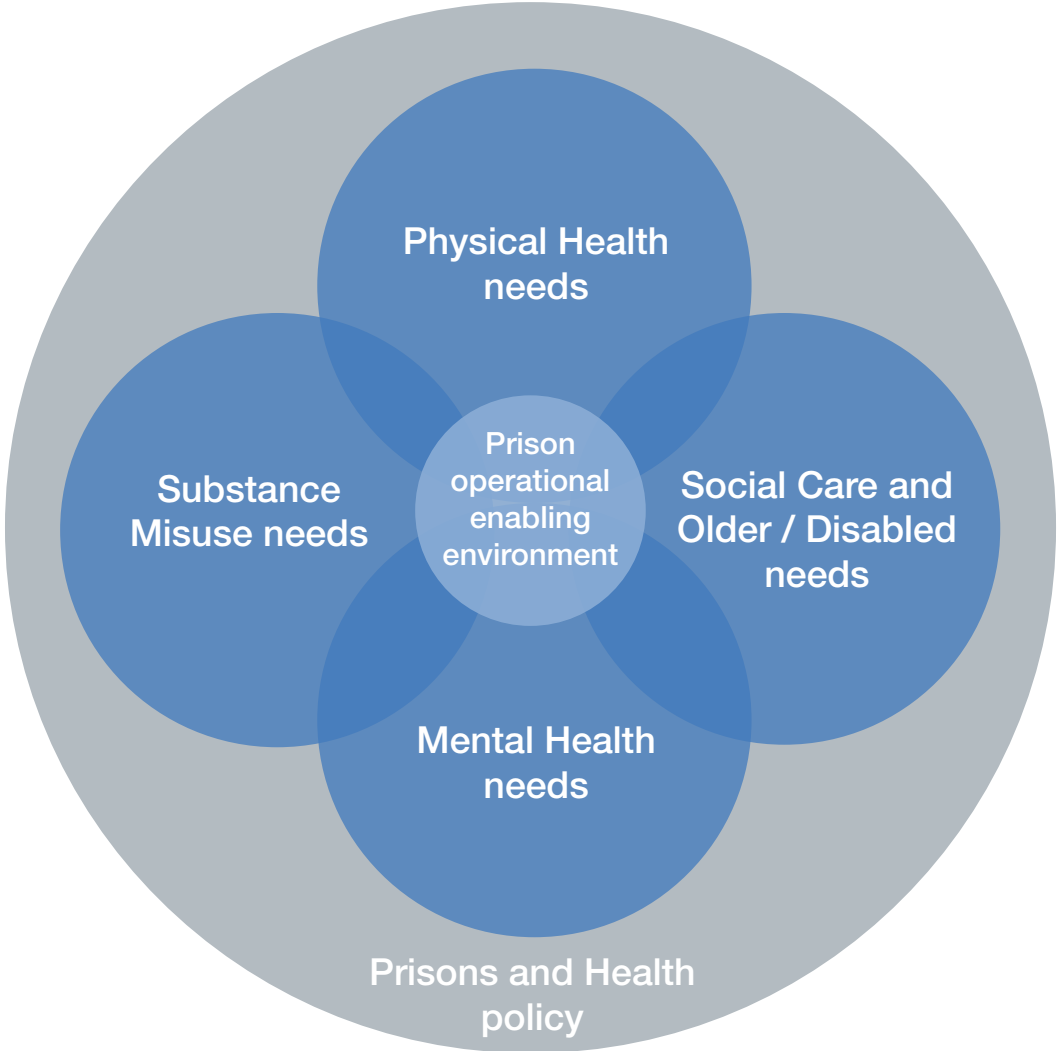 Physical Health
needs
Substance
Misuse needs
Prison
operational
enabling
environment
Social Care and
Older / Disabled
needs
Mental Health
needs
Prisons and Health
policy